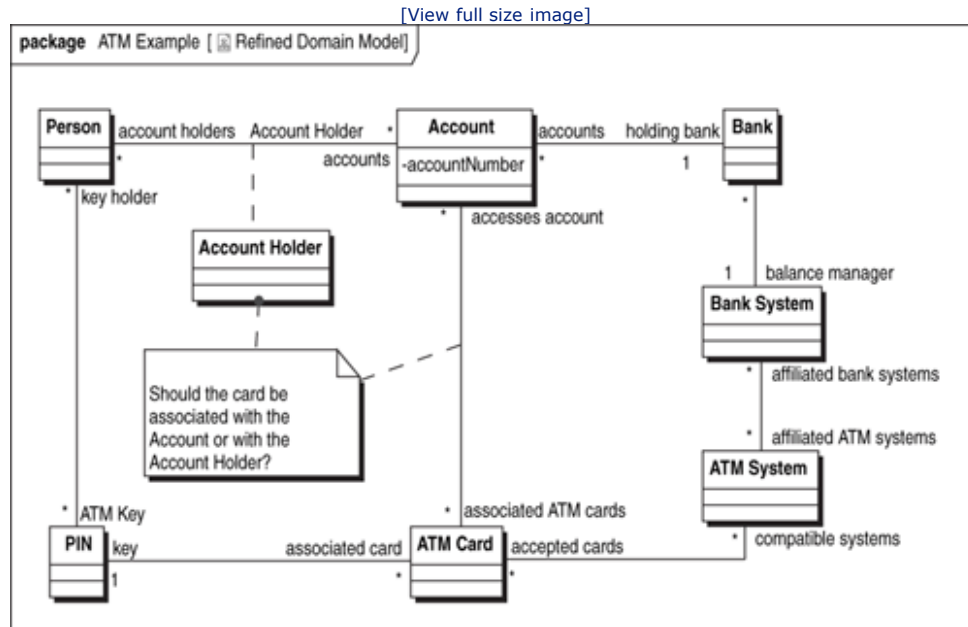 [View full size image]
package ATM Example [ Refined Domain Model]
Person
account holders
Account Holder
*
Account
accounts
holding bank
Bank
*
accounts
-accountNumber
*
1
*
key holder
*
accesses account
*
Account Holder
1
balance manager
Bank System
*
affiliated bank systems
Should the card be
associated with the
Account or with the
Account Holder?
*
affiliated ATM systems
ATM System
*
ATM Key
*
associated ATM cards
PIN
key
associated card
ATM Card
accepted cards
*
compatible systems
1
*
*